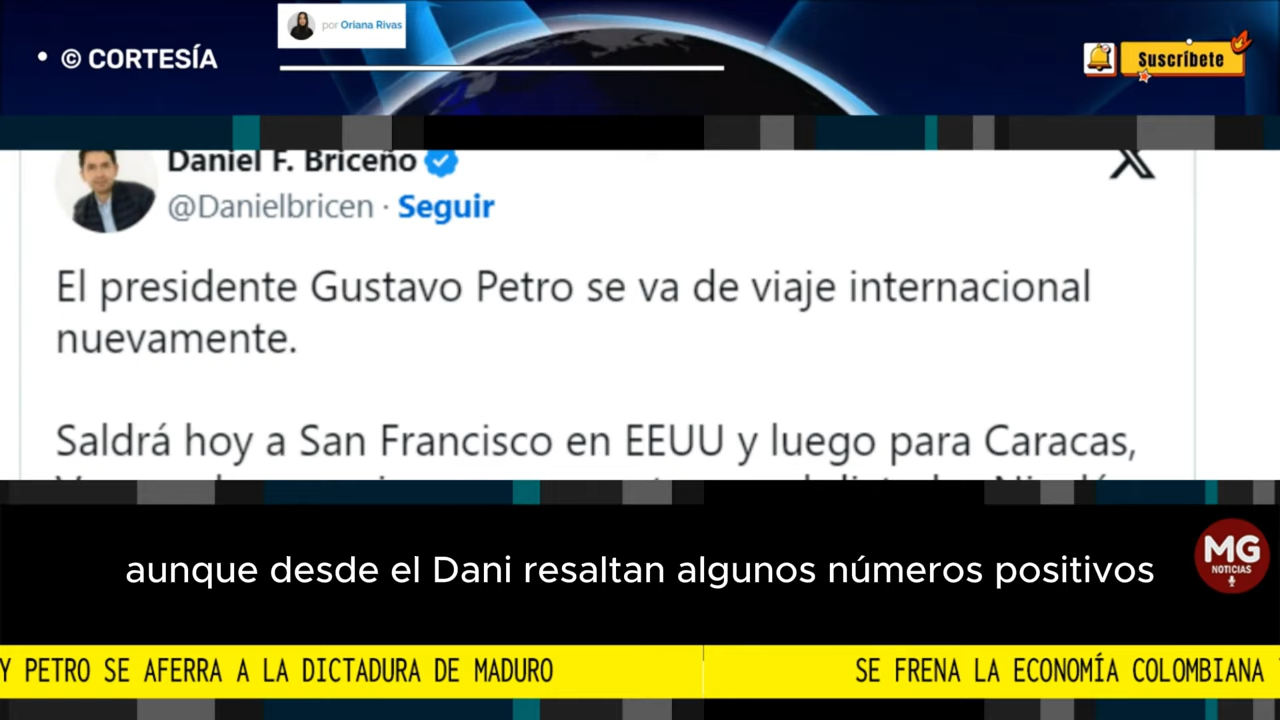 • © CORTESÍA
por Oriana Rivas
Suscríbete
Daniel F. Briceño
@Danielbricen · Seguir
El presidente Gustavo Petro se va de viaje internacional
nuevamente.
Saldrá hoy a San Francisco en EEUU y luego para Caracas,
aunque desde el Dani resaltan algunos números positivos
MG
NOTICIAS
Y PETRO SE AFERRA A LA DICTADURA DE MADURO
SE FRENA LA ECONOMÍA COLOMBIANA